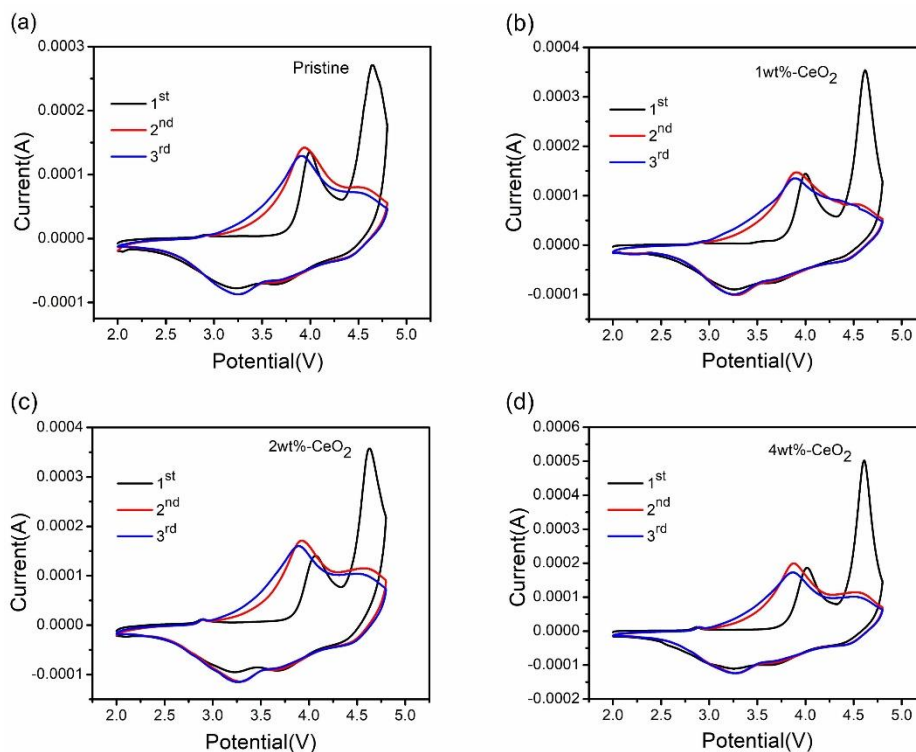 (a)
Pristine
1st
2nd
3rd
0.0003
0.0002
0.0001
0.0000
-0.0001
Current(A)
2.0 2.5 3.0 3.5 4.0 4.5 5.0
Potential(V)
(b)
1wt%-CeO2
1st
2nd
3rd
0.0004
0.0003
0.0002
0.0001
0.0000
-0.0001
Current(A)
2.0 2.5 3.0 3.5 4.0 4.5 5.0
Potential(V)
(c)
2wt%-CeO2
1st
2nd
3rd
0.0004
0.0003
0.0002
0.0001
0.0000
-0.0001
Current(A)
2.0 2.5 3.0 3.5 4.0 4.5 5.0
Potential(V)
(d)
4wt%-CeO2
1st
2nd
3rd
0.0006
0.0005
0.0004
0.0003
0.0002
0.0001
0.0000
-0.0001
-0.0002
Current(A)
2.0 2.5 3.0 3.5 4.0 4.5 5.0
Potential(V)